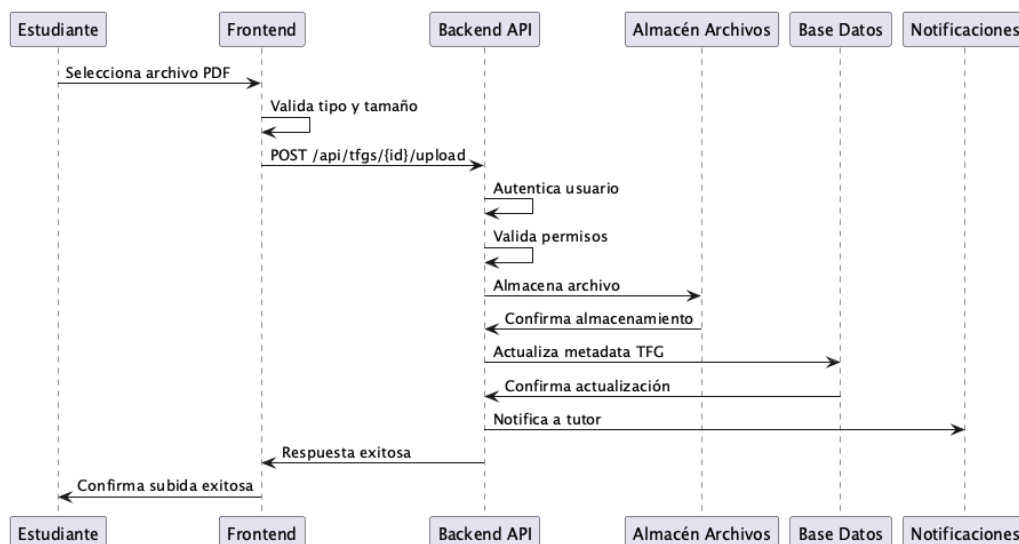 Estudiante Frontend Backend API Almacén Archivos Base Datos Notificaciones
Selecciona archivo PDF
Valida tipo y tamaño
POST /api/tfgs/{id}/upload
Autentica usuario
Valida permisos
Almacena archivo
Confirma almacenamiento
Actualiza metadata TFG
Confirma actualización
Notifica a tutor
Respuesta exitosa
Confirma subida exitosa
Estudiante Frontend Backend API Almacén Archivos Base Datos Notificaciones